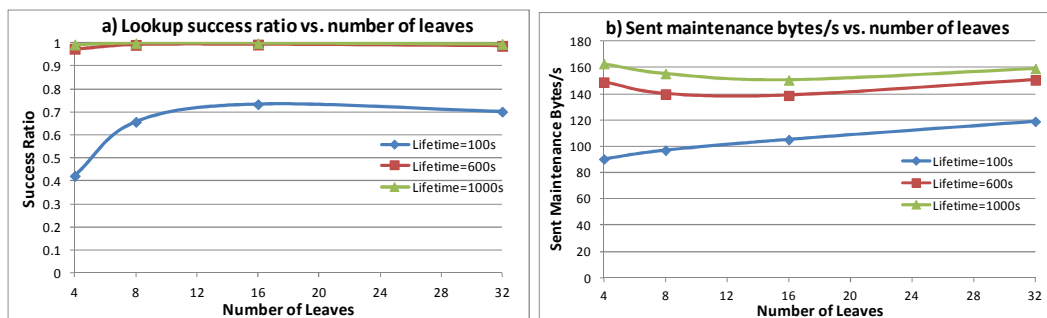 a) Lookup success ratio vs. number of leaves
Success Ratio
1
0.9
0.8
0.7
0.6
0.5
0.4
0.3
0.2
0.1
0
Lifetime=100s
Lifetime=600s
Lifetime=1000s
4 8 12 16 20 24 28 32
Number of Leaves
b) Sent maintenance bytes/s vs. number of leaves
Sent Maintenance Bytes/s
180
160
140
120
100
80
60
40
20
0
Lifetime=100s
Lifetime=600s
Lifetime=1000s
4 8 12 16 20 24 28 32
Number of Leaves